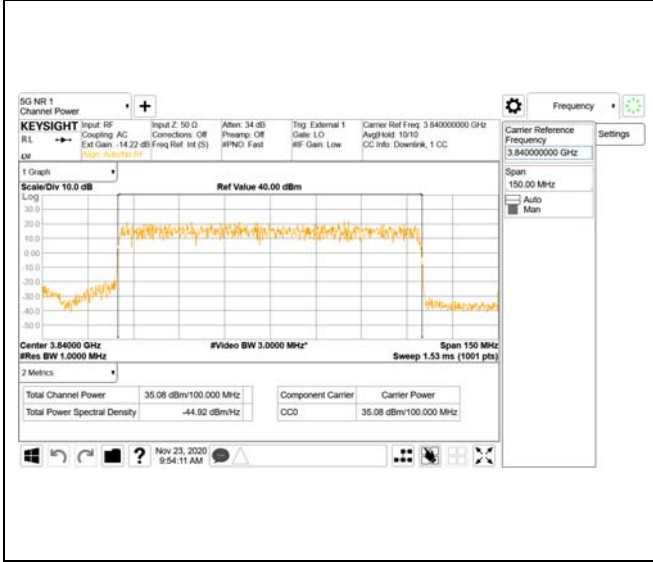 5G NR 1
Channel Power
Frequency
KEYSIGHT
RL
Input: RF
Coupling: AC
Ext Gain: -14.22 dB
Align: Auto/No RF
Input Z: 50 Ω
Corrections: Off
Freq Ref: Int (S)
Atten: 34 dB
Preamp: Off
#PNO: Fast
Trig: External 1
Gate: LO
#IF Gain: Low
Carrier Ref Freq: 3.840000000 GHz
Avg|Hold: 10/10
CC Info: Downlink, 1 CC
Carrier Reference
Frequency
3.840000000 GHz
Settings
Span
150.00 MHz
Auto
Man
1 Graph
Scale/Div 10.0 dB
Ref Value 40.00 dBm
Log
30.0
20.0
10.0
0.00
-10.0
-20.0
-30.0
-40.0
-50.0
Center 3.84000 GHz
#Video BW 3.0000 MHz*
Span 150 MHz
#Res BW 1.0000 MHz
Sweep 1.53 ms (1001 pts)
2 Metrics
Total Channel Power 35.08 dBm/100.000 MHz
Total Power Spectral Density -44.92 dBm/Hz
Component Carrier Carrier Power
CC0 35.08 dBm/100.000 MHz
?
Nov 23, 2020
9:54:11 AM